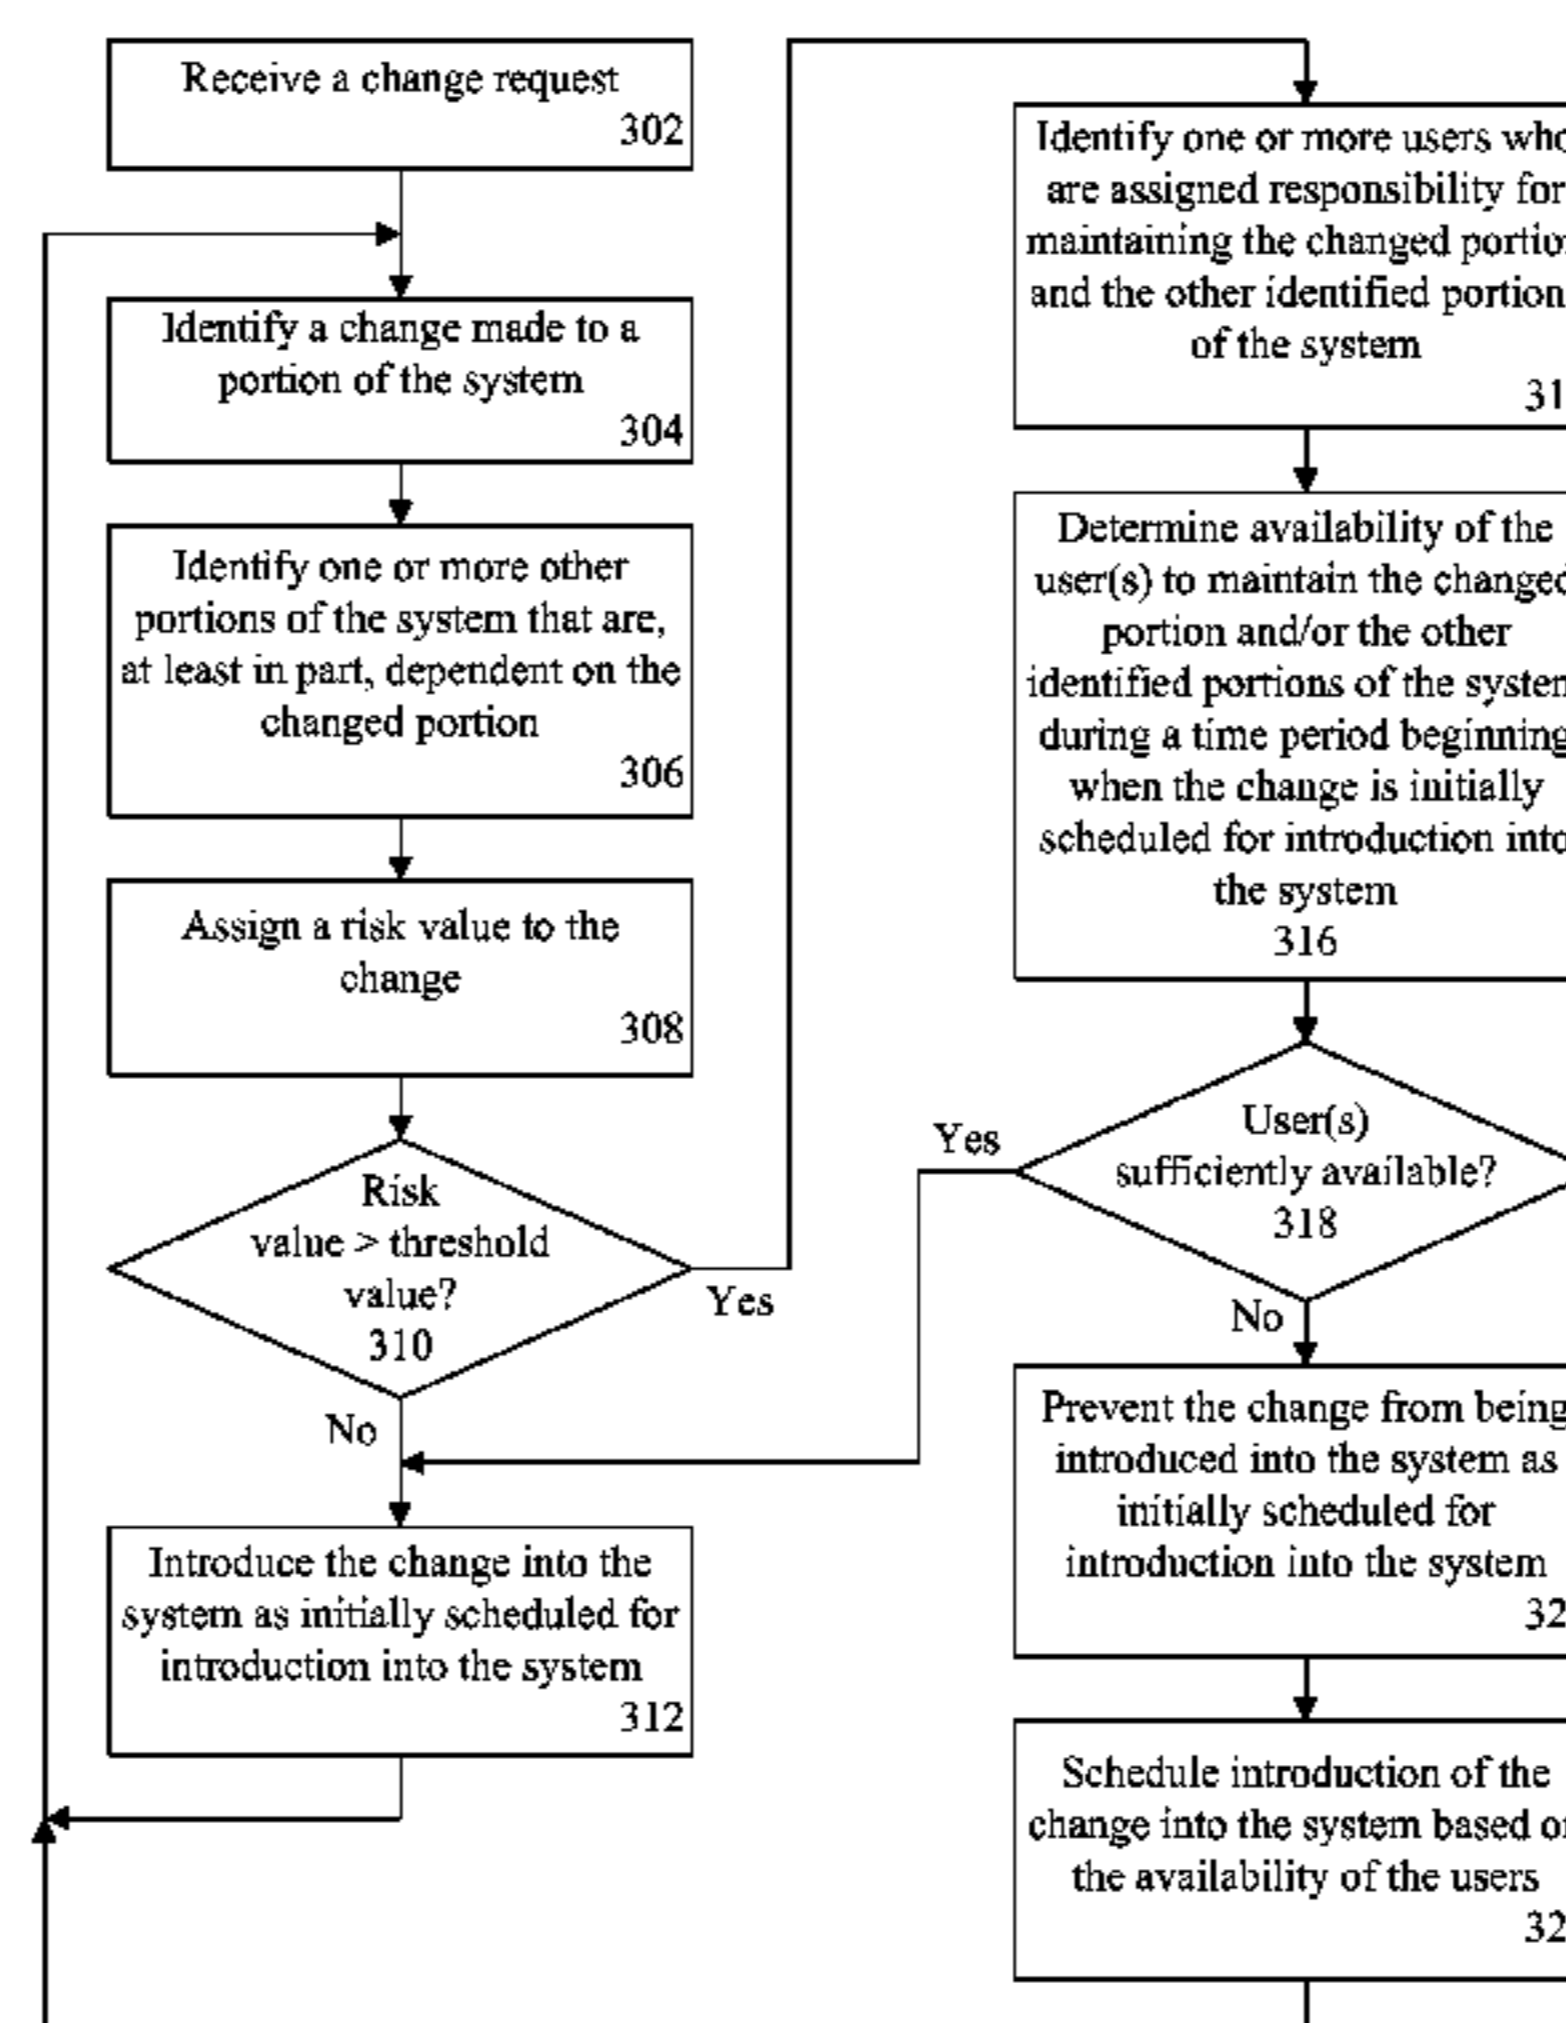 Receive a change request
302
Identify a change made to a
portion of the system
304
Identify one or more other
portions of the system that are,
at least in part, dependent on the
changed portion
306
Assign a risk value to the
change
308
Risk
value > threshold
value?
310
Yes
No
Introduce the change into the
system as initially scheduled for
introduction into the system
312
Identify one or more users who
are assigned responsibility for
maintaining the changed portion
and the other identified portion
of the system
31
Determine availability of the
user(s) to maintain the changed
portion and/or the other
identified portions of the system
during a time period beginning
when the change is initially
scheduled for introduction into
the system
316
User(s)
sufficiently available?
318
Yes
No
Prevent the change from being
introduced into the system as
initially scheduled for
introduction into the system
32
Schedule introduction of the
change into the system based on
the availability of the users
32